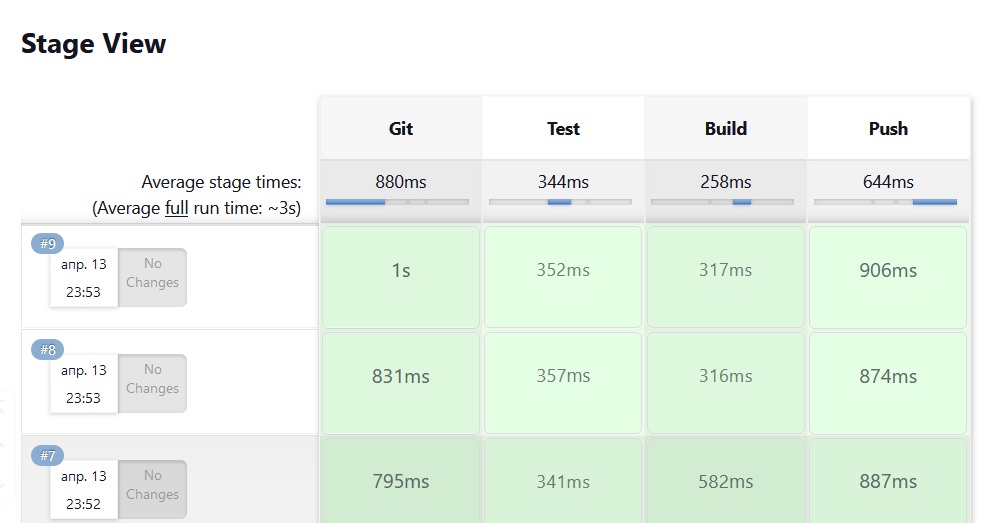 Stage View
Git Test Build Push
Average stage times: 880ms 344ms 258ms 644ms
(Average full run time: ~3s)
#9
апр. 13 No
23:53 Changes
1s 352ms 317ms 906ms
#8
апр. 13 No
23:53 Changes
831ms 357ms 316ms 874ms
#7
апр. 13 No
23:52 Changes
795ms 341ms 582ms 887ms